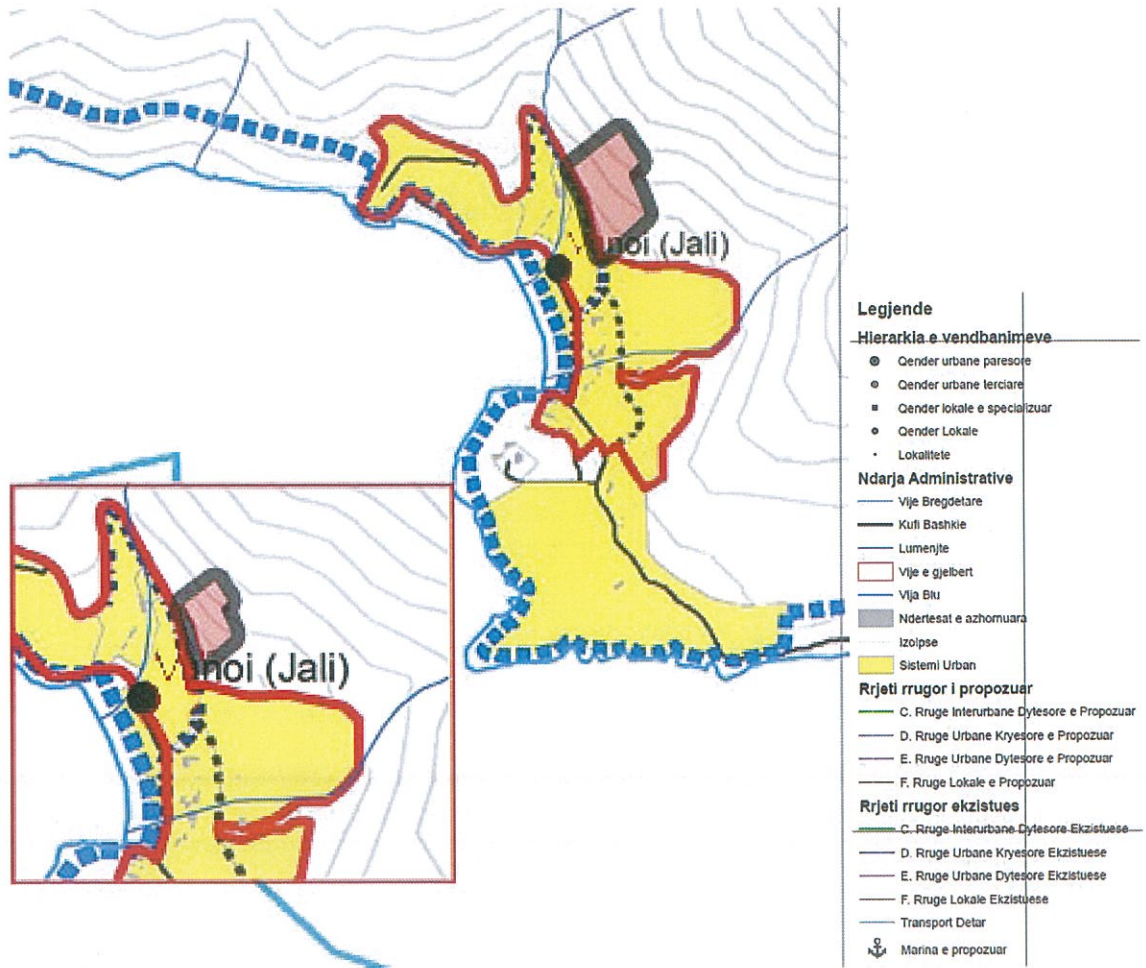 noi (Jali)
inoi (Jali)
Legjende
Hierarkia e vendbanimeve
Qender urbane paresore
Qender urbane terciare
Qender lokale e specializuar
Qender Lokale
Lokalitete
Ndarja Administrative
Vije Bregdetare
Kufi Bashkie
Lumenjte
Vije e gjelbert
Vija Blu
Ndertesat e azhornuara
Izoipse
Sistemi Urban
Rrjeti rrugor i propozuar
C. Rruge Interurbane Dytesore e Propozuar
D. Rruge Urbane Kryesore e Propozuar
E. Rruge Urbane Dytesore e Propozuar
F. Rruge Lokale e Propozuar
Rrjeti rrugor ekzistues
C. Rruge Interurbane Dytesore Ekzistuese
D. Rruge Urbane Kryesore Ekzistuese
E. Rruge Urbane Dytesore Ekzistuese
F. Rruge Lokale Ekzistuese
Transport Detar
Marina e propozuar